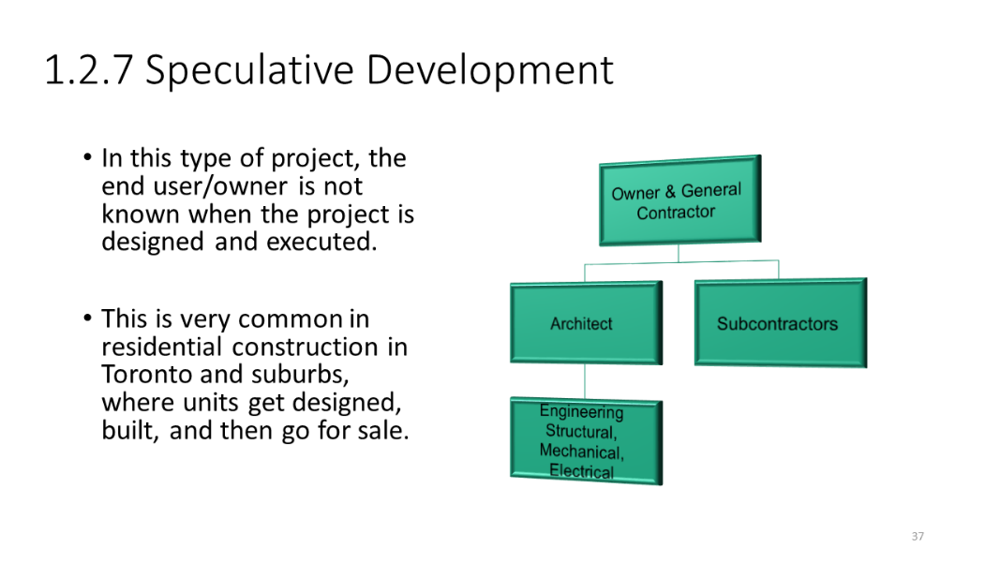 1.2.7 Speculative Development
• In this type of project, the
end user/owner is not
known when the project is
designed and executed.
• This is very common in
residential construction in
Toronto and suburbs,
where units get designed,
built, and then go for sale.
Owner & General
Contractor
Architect
Subcontractors
Engineering
Structural,
Mechanical,
Electrical
37